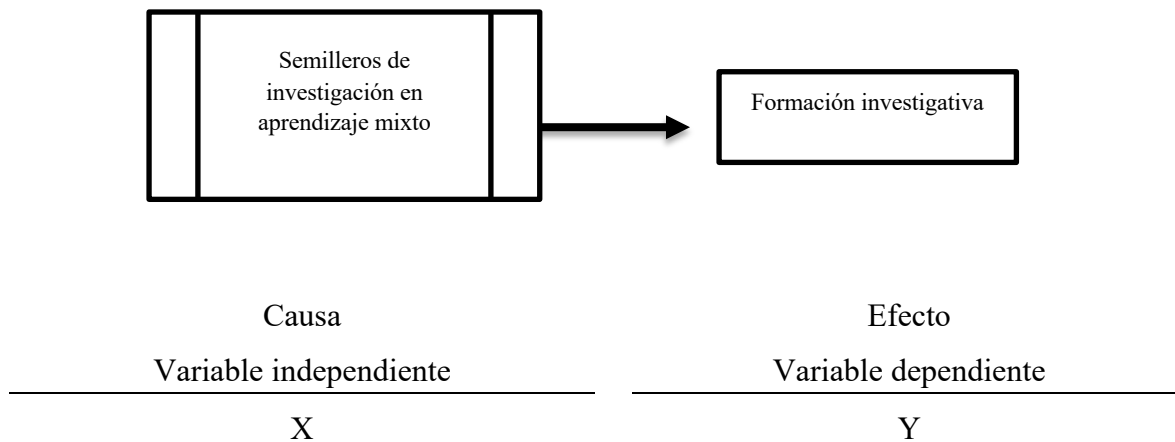 Semilleros de
investigación en
aprendizaje mixto
Formación investigativa
Causa
Efecto
Variable independiente
Variable dependiente
X
Y